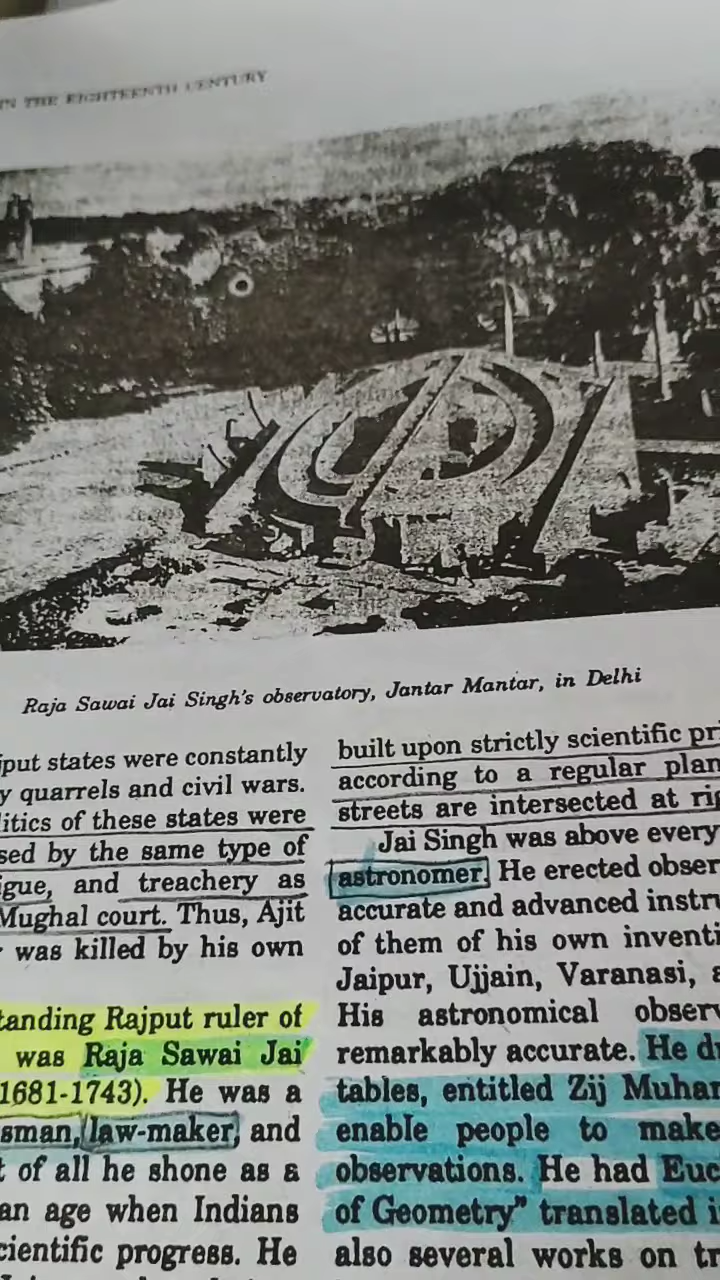 IN THE EIGHTEENTH CENTURY
Raja Sawai Jai Singh's observatory, Jantar Mantar, in Delhi
put states were constantly
y quarrels and civil wars.
litics of these states were
sed by the same type of
igue, and treachery as
Mughal court. Thus, Ajit
was killed by his own
tanding Rajput ruler of
was Raja Sawai Jai
1681-1743). He was a
sman, law-maker, and
t of all he shone as a
an age when Indians
cientific progress. He
built upon strictly scientific pri
according to a regular plan
streets are intersected at rig
Jai Singh was above every
astronomer. He erected obser
accurate and advanced instru
of them of his own inventi
Jaipur, Ujjain, Varanasi, a
His astronomical observ
remarkably accurate. He dr
tables, entitled Zij Muham
enable people to make
observations. He had Euc
of Geometry" translated i
also several works on tr